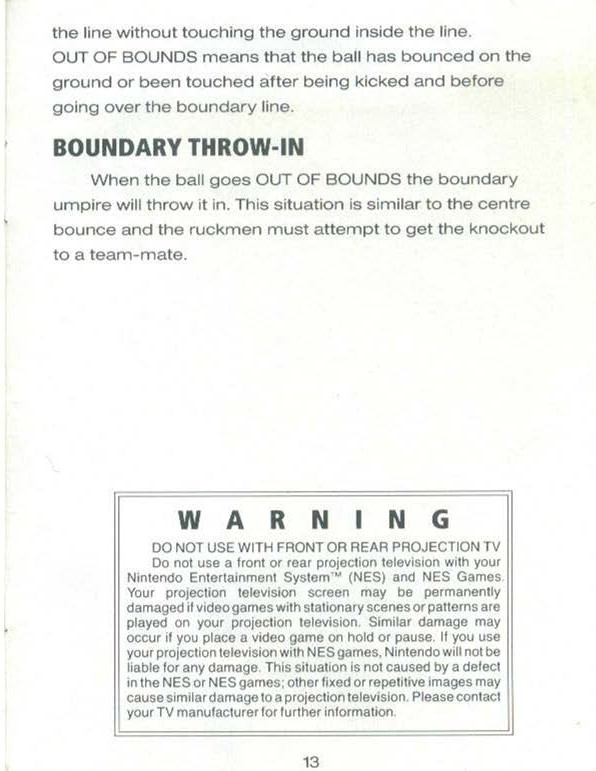 the line without touching the ground inside the line.
OUT OF BOUNDS means that the ball has bounced on the
ground or been touched after being kicked and before
going over the boundary line.
BOUNDARY THROW-IN
When the ball goes OUT OF BOUNDS the boundary
umpire will throw it in. This situation is similar to the centre
bounce and the ruckmen must attempt to get the knockout
to a team-mate.
WARNING
DO NOT USE WITH FRONT OR REAR PROJECTION TV
Do not use a front or rear projection television with your
Nintendo Entertainment System™ (NES) and NES Games.
Your projection television screen may be permanently
damaged if video games with stationary scenes or patterns are
played on your projection television. Similar damage may
occur if you place a video game on hold or pause. If you use
your projection television with NES games, Nintendo will not be
liable for any damage. This situation is not caused by a defect
in the NES or NES games; other fixed or repetitive images may
cause similar damage to a projection television. Please contact
your TV manufacturer for further information.
13